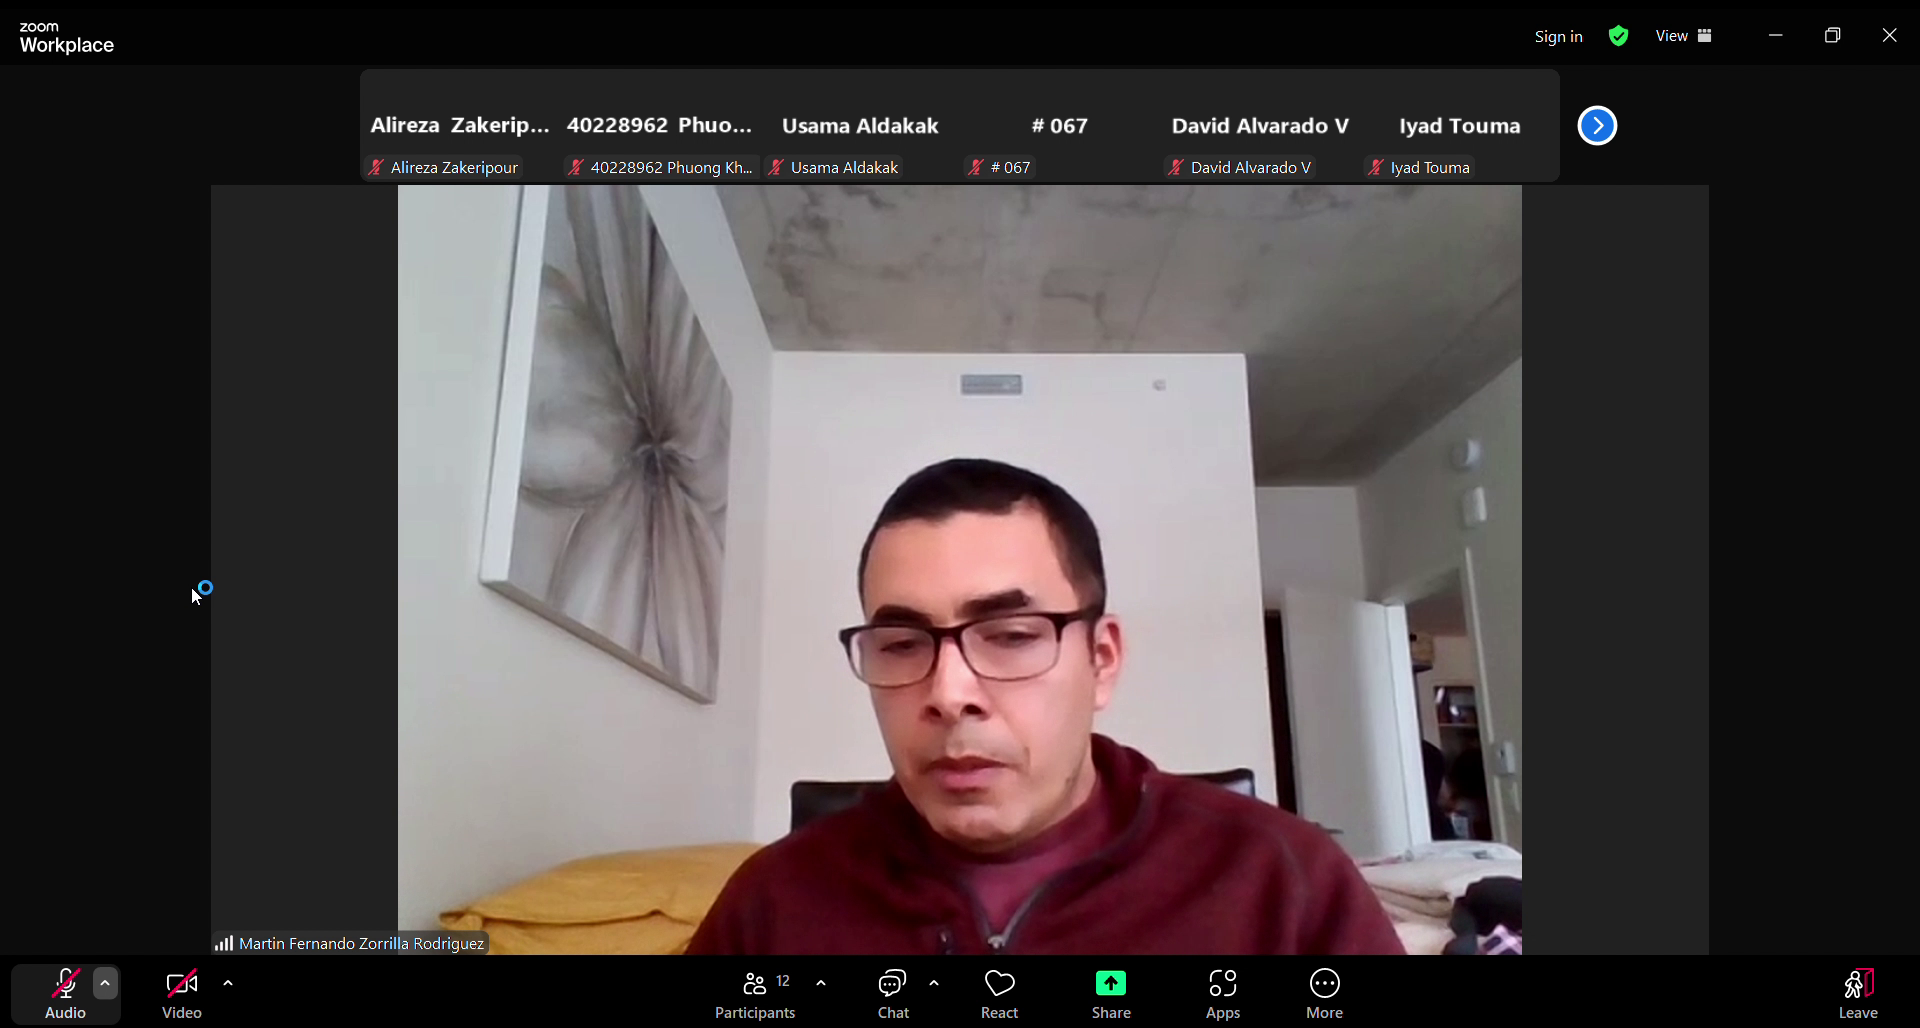 zoom
Workplace
Sign in
View
Alireza Zakerip...
40228962 Phuo...
Usama Aldakak
# 067
David Alvarado V
Iyad Touma
Alireza Zakeripour
40228962 Phuong Kh...
Usama Aldakak
# 067
David Alvarado V
Iyad Touma
Martin Fernando Zorrilla Rodriguez
Audio
Video
12
Participants
Chat
React
Share
Apps
More
Leave